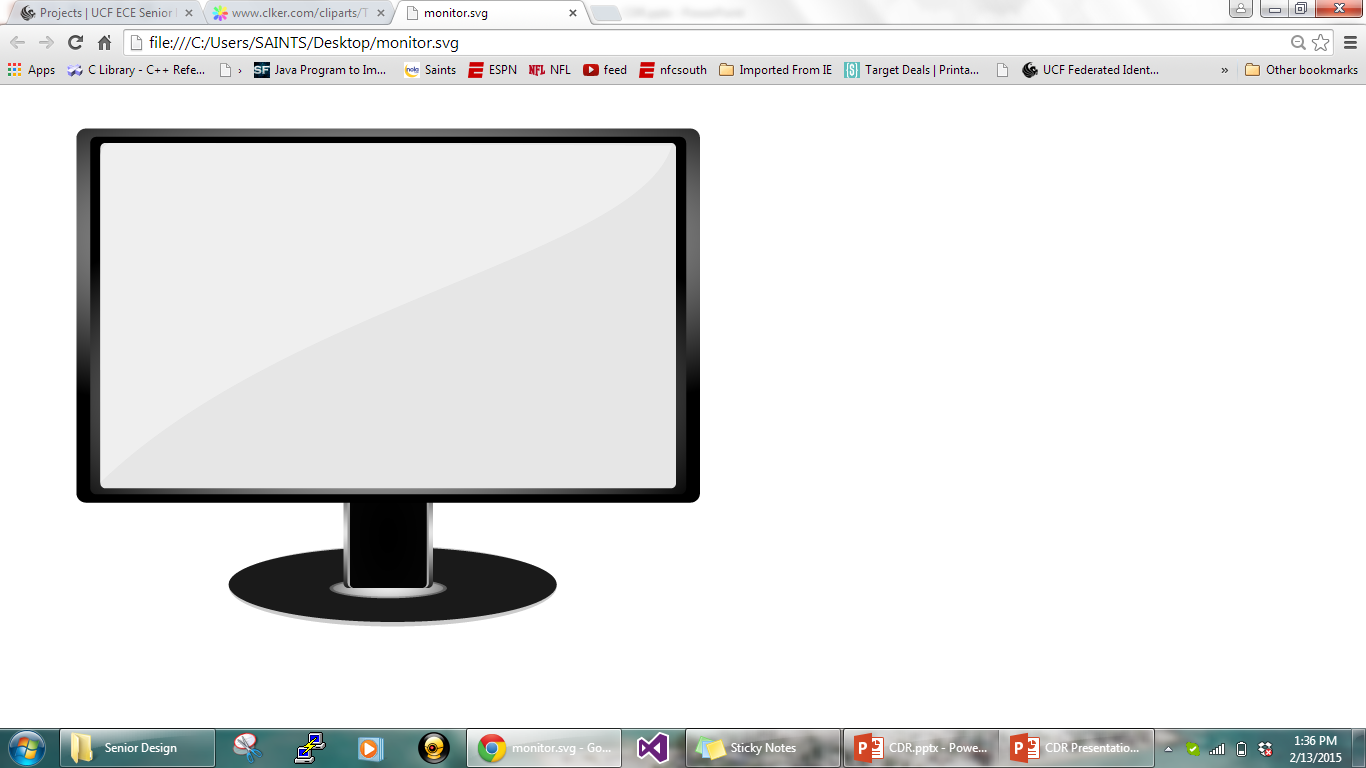 Projects | UCF ECE Senior
www.clker.com/cliparts/T
monitor.svg
file:///C:/Users/SAINTS/Desktop/monitor.svg
Apps
C Library - C++ Refe...
›
SF
Java Program to Im...
nola
Saints
ESPN
NFL
NFL
feed
nfcsouth
Imported From IE
Target Deals | Printa...
UCF Federated Ident...
»
Other bookmarks
Senior Design
monitor.svg - Go...
Sticky Notes
CDR.pptx - Powe...
CDR Presentatio...
1:36 PM
2/13/2015